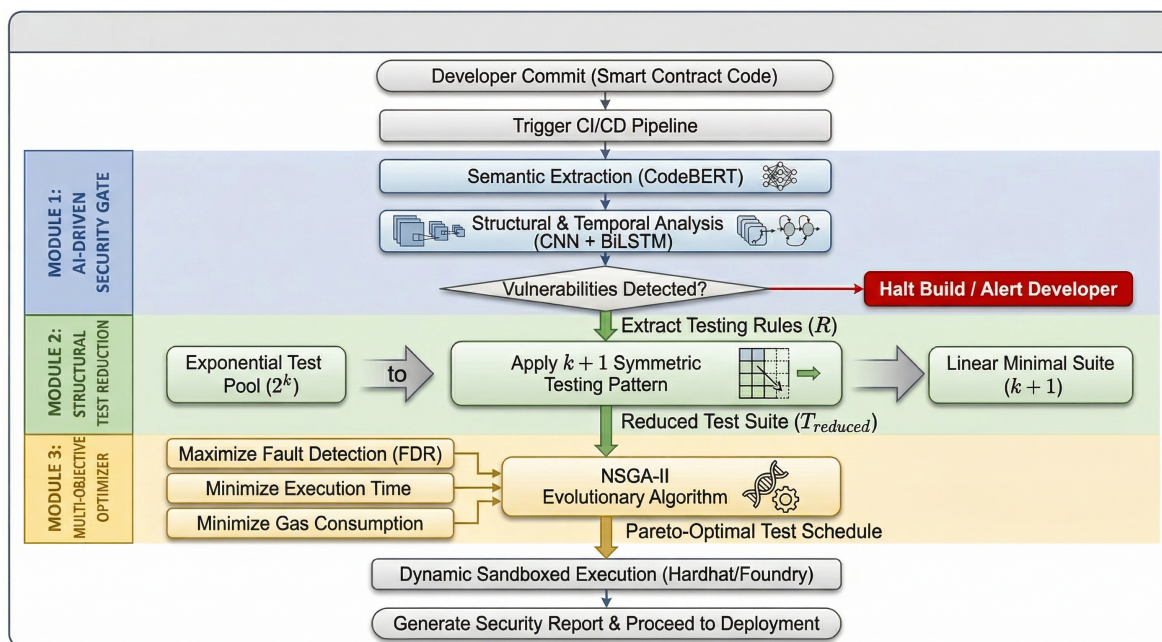 Developer Commit (Smart Contract Code)
Trigger CI/CD Pipeline
MODULE 1:
AI-DRIVEN
SECURITY GATE
Semantic Extraction (CodeBERT)
Structural & Temporal Analysis
(CNN + BiLSTM)
Vulnerabilities Detected?
Halt Build / Alert Developer
MODULE 2:
STRUCTURAL
TEST REDUCTION
Extract Testing Rules (R)
Exponential Test
Pool (2^k)
to
Apply k + 1 Symmetric
Testing Pattern
Linear Minimal Suite
(k + 1)
Reduced Test Suite (T_reduced)
MODULE 3:
MULTI-OBJECTIVE
OPTIMIZER
Maximize Fault Detection (FDR)
Minimize Execution Time
Minimize Gas Consumption
NSGA-II
Evolutionary Algorithm
Pareto-Optimal Test Schedule
Dynamic Sandboxed Execution (Hardhat/Foundry)
Generate Security Report & Proceed to Deployment